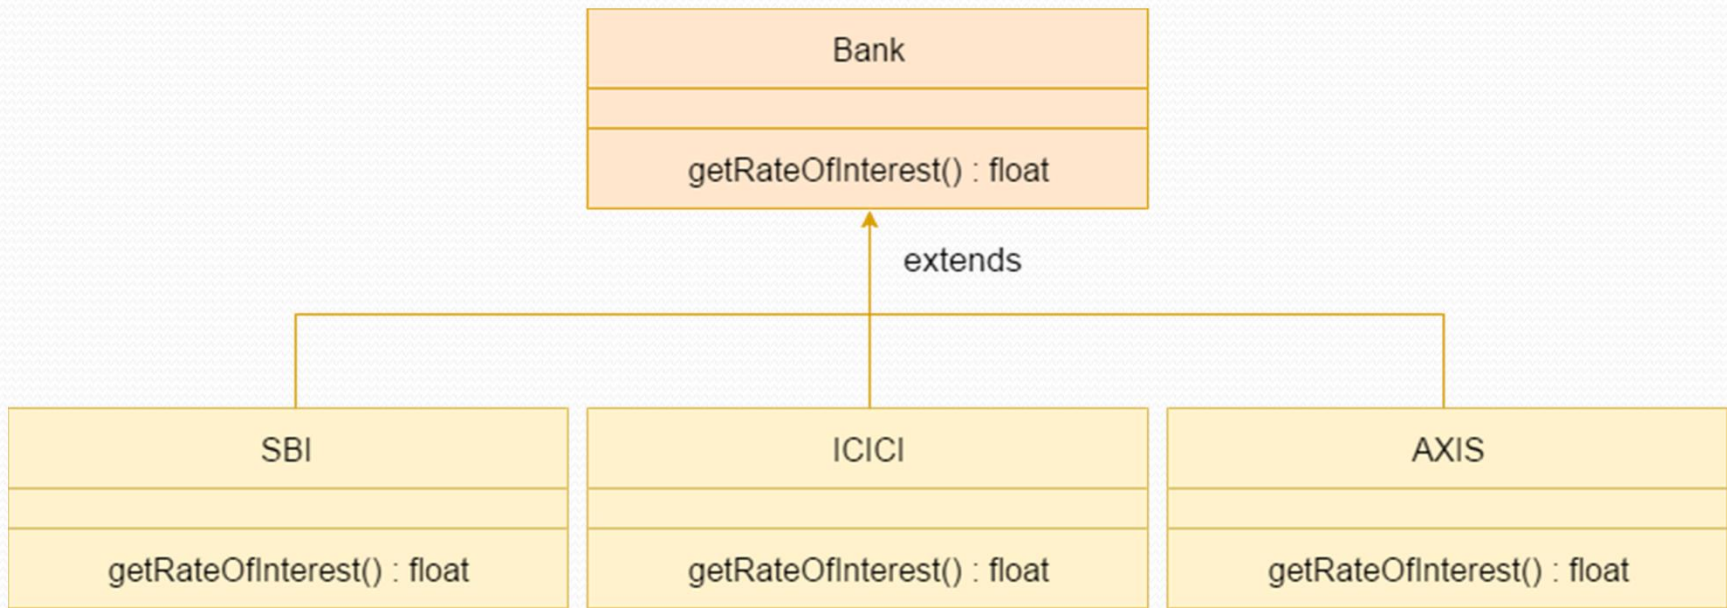 Bank
getRateOfInterest() : float
extends
SBI
ICICI
AXIS
getRateOfInterest() : float
getRateOfInterest() : float
getRateOfInterest() : float